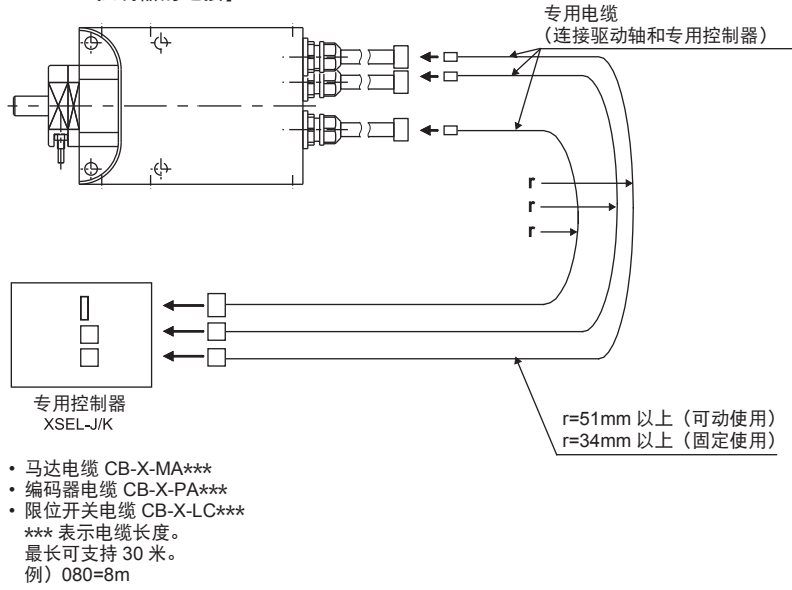 专用电缆
（连接驱动轴和专用控制器）
r
r
r
专用控制器
XSEL-J/K
r=51mm 以上（可动使用）
r=34mm 以上（固定使用）
• 马达电缆 CB-X-MA***
• 编码器电缆 CB-X-PA***
• 限位开关电缆 CB-X-LC***
*** 表示电缆长度。
最长可支持 30 米。
例）080=8m